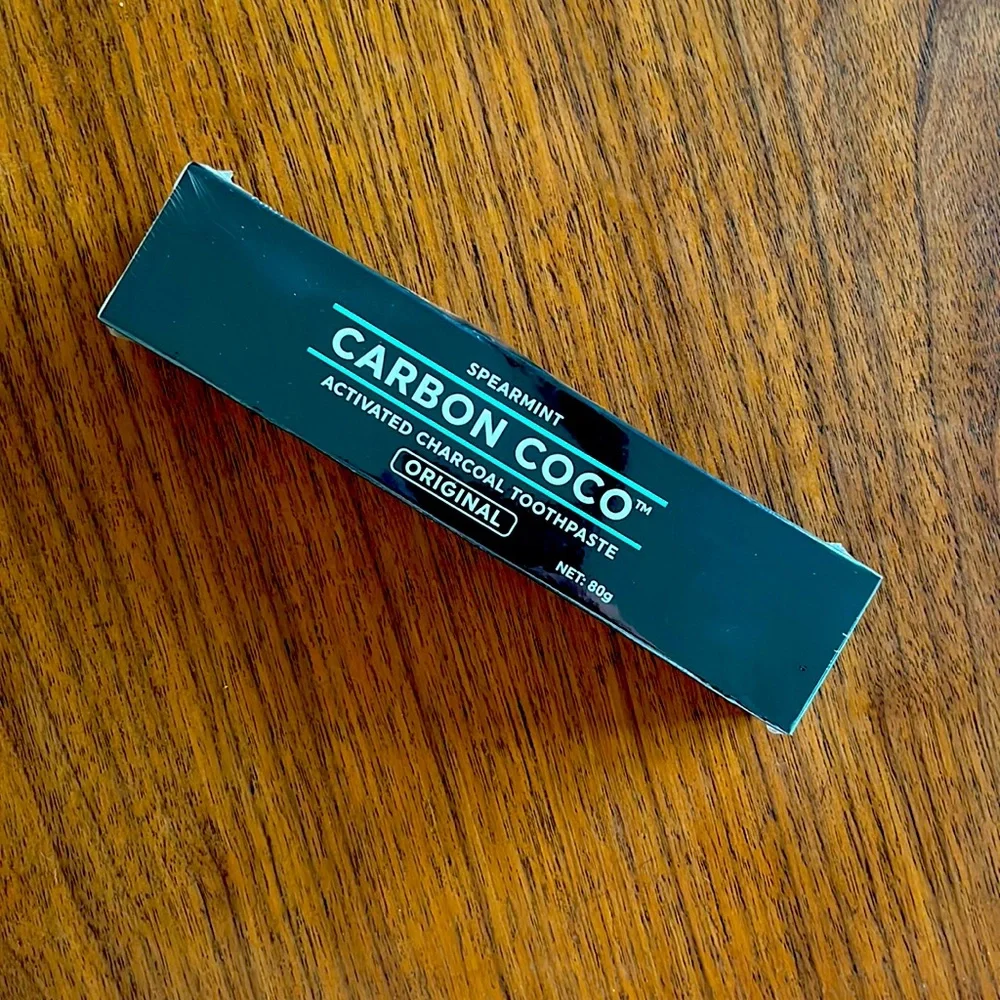 SPEARMINT
CARBON COCO™
ACTIVATED CHARCOAL TOOTHPASTE
ORIGINAL
NET: 80g